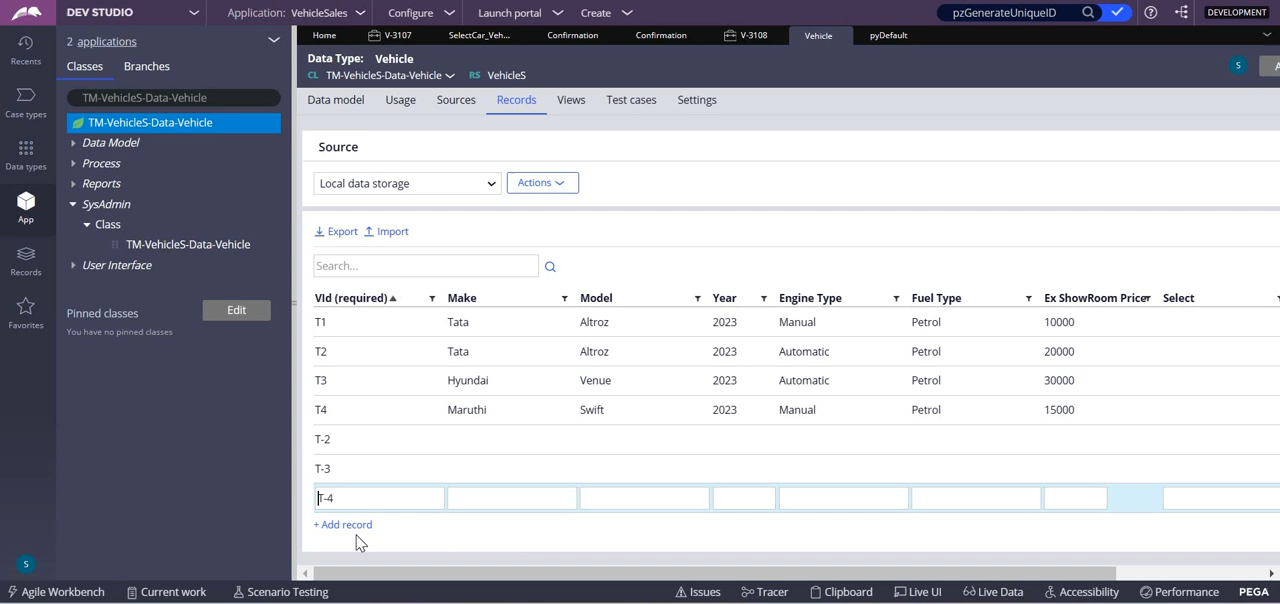 DEV STUDIO Application: VehicleSales Configure Launch portal Create pzGenerateUniqueID DEVELOPMENT
Recents
Case types
Data types
App
Records
Favorites
S
2 applications
Classes Branches
TM-VehicleS-Data-Vehicle
TM-VehicleS-Data-Vehicle
Data Model
Process
Reports
SysAdmin
Class
TM-VehicleS-Data-Vehicle
User Interface
Pinned classes Edit
You have no pinned classes
Home V-3107 SelectCar_Veh... Confirmation Confirmation V-3108 Vehicle pyDefault
Data Type: Vehicle
CL TM-VehicleS-Data-Vehicle RS VehicleS S A
Data model Usage Sources Records Views Test cases Settings
Source
Local data storage Actions
Export Import
Search...
VId (required) Make Model Year Engine Type Fuel Type Ex ShowRoom Price Select
T1 Tata Altroz 2023 Manual Petrol 10000
T2 Tata Altroz 2023 Automatic Petrol 20000
T3 Hyundai Venue 2023 Automatic Petrol 30000
T4 Maruthi Swift 2023 Manual Petrol 15000
T-2
T-3
T-4
+ Add record
Agile Workbench Current work Scenario Testing Issues Tracer Clipboard Live UI Live Data Accessibility Performance PEGA